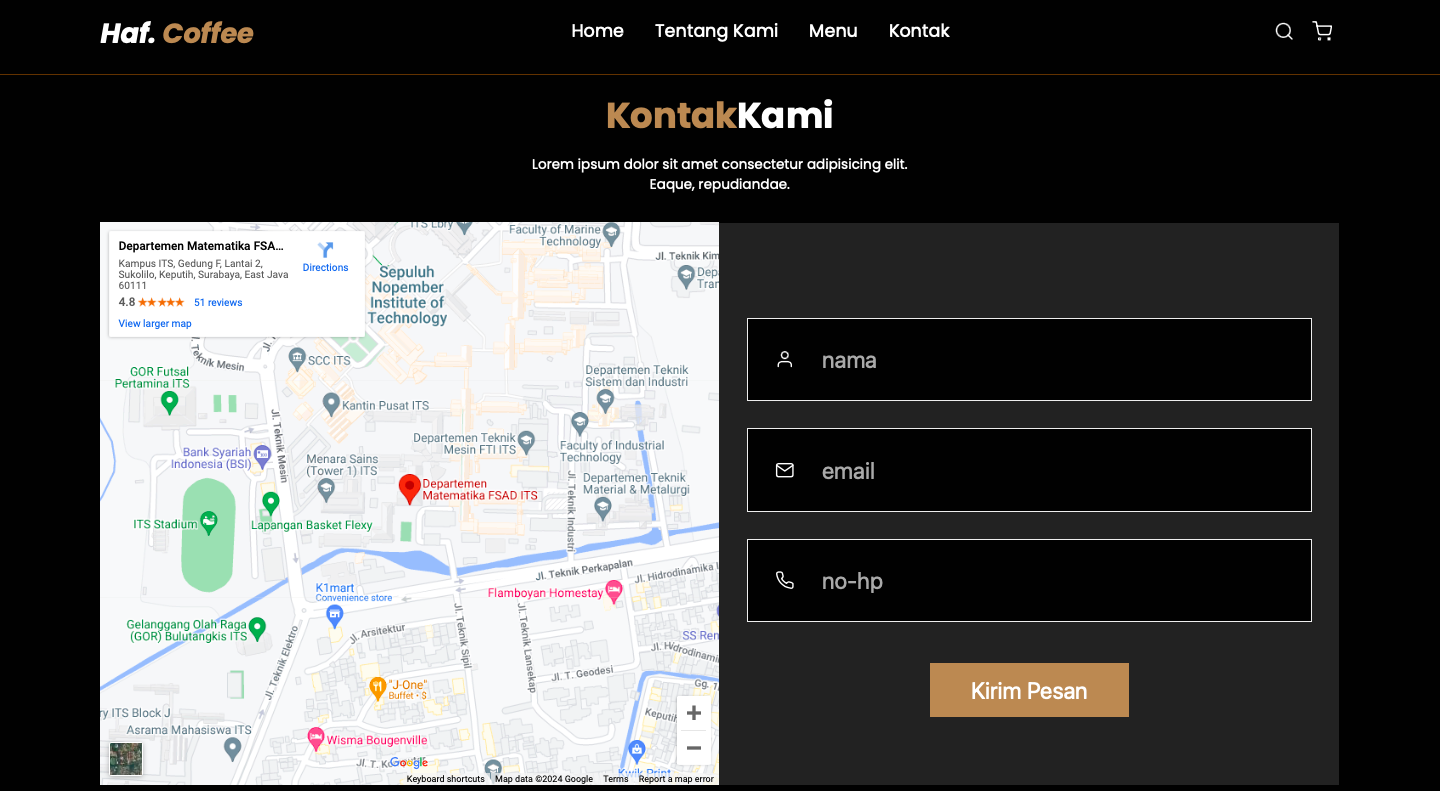 Haf. Coffee
Home
Tentang Kami
Menu
Kontak
KontakKami
Lorem ipsum dolor sit amet consectetur adipisicing elit.
Eaque, repudiandae.
Departemen Matematika FSA...
Kampus ITS, Gedung F, Lantai 2,
Sukolilo, Keputih, Surabaya, East Java
60111
Directions
4.8
51 reviews
View larger map
Faculty of Marine
Technology
Jl. Teknik Kim
Sepuluh
Nopember
Institute of
Technology
Jl. Teknik Mesin
SCC ITS
GOR Futsal
Pertamina ITS
Departemen Teknik
Sistem dan Industri
Kantin Pusat ITS
Jl. Teknik Mesin
Departemen Teknik
Mesin FTI ITS
Faculty of Industrial
Technology
Bank Syariah
Indonesia (BSI)
Menara Sains
(Tower 1) ITS
Departemen
Matematika FSAD ITS
Departemen Teknik
Material & Metalurgi
Jl. Teknik Industri
ITS Stadium
Lapangan Basket Flexy
Jl. Teknik Perkapalan
Jl. Hidrodinamika
K1mart
Convenience store
Flamboyan Homestay
Gelanggang Olah Raga
(GOR) Bulutangkis ITS
Jl. Arsitektur
Jl. Teknik Sipil
Jl. Teknik Lansekap
SS Ren
Jl. Hidrodinamika
Jl. Teknik Elektro
Jl. T. Geodesi
Gg. 1
"J-One"
Buffet · $
ry ITS Block J
Asrama Mahasiswa ITS
Keputih
Wisma Bougenville
Google
Kwik Print
Keyboard shortcuts
Map data ©2024 Google
Terms
Report a map error
nama
email
no-hp
Kirim Pesan